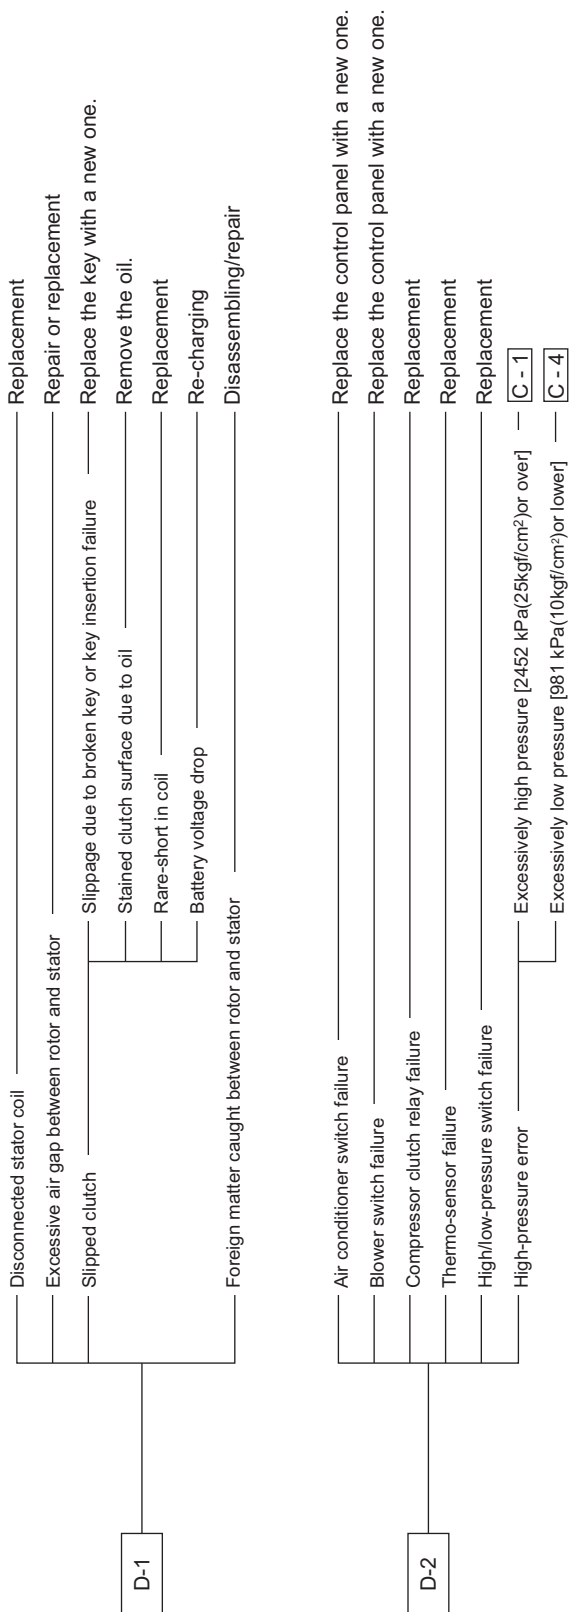 D-1
Disconnected stator coil
Replacement
Excessive air gap between rotor and stator
Repair or replacement
Slipped clutch
Slippage due to broken key or key insertion failure
Replace the key with a new one.
Stained clutch surface due to oil
Remove the oil.
Rare-short in coil
Replacement
Battery voltage drop
Re-charging
Foreign matter caught between rotor and stator
Disassembling/repair
D-2
Air conditioner switch failure
Replace the control panel with a new one.
Blower switch failure
Replace the control panel with a new one.
Compressor clutch relay failure
Replacement
Thermo-sensor failure
Replacement
High/low-pressure switch failure
Replacement
High-pressure error
Excessively high pressure [2452 kPa(25kgf/cm²)or over]
C - 1
Excessively low pressure [981 kPa(10kgf/cm²)or lower]
C - 4